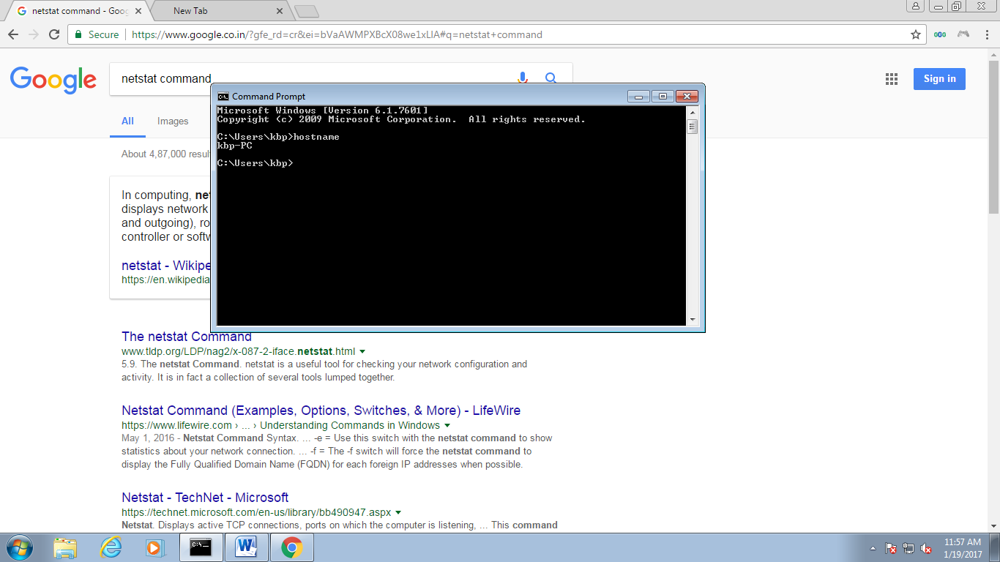 netstat command - Goog
New Tab
Secure
https://www.google.co.in/?gfe_rd=cr&ei=bVaAWMPXBcX08we1xLIA#q=netstat+command
Google
netstat command
Sign in
All
Images
About 4,87,000 resul
In computing, net
displays network
and outgoing), ro
controller or softw
netstat - Wikipe
https://en.wikipedia
Command Prompt
Microsoft Windows [Version 6.1.7601]
Copyright (c) 2009 Microsoft Corporation.  All rights reserved.
C:\Users\kbp>hostname
kbp-PC
C:\Users\kbp>
The netstat Command
www.tldp.org/LDP/nag2/x-087-2-iface.netstat.html
5.9. The netstat Command. netstat is a useful tool for checking your network configuration and
activity. It is in fact a collection of several tools lumped together.
Netstat Command (Examples, Options, Switches, & More) - LifeWire
https://www.lifewire.com › ... › Understanding Commands in Windows
May 1, 2016 - Netstat Command Syntax. ... -e = Use this switch with the netstat command to show
statistics about your network connection. ... -f = The -f switch will force the netstat command to
display the Fully Qualified Domain Name (FQDN) for each foreign IP addresses when possible.
Netstat - TechNet - Microsoft
https://technet.microsoft.com/en-us/library/bb490947.aspx
Netstat. Displays active TCP connections, ports on which the computer is listening, ... This command
11:57 AM
1/19/2017